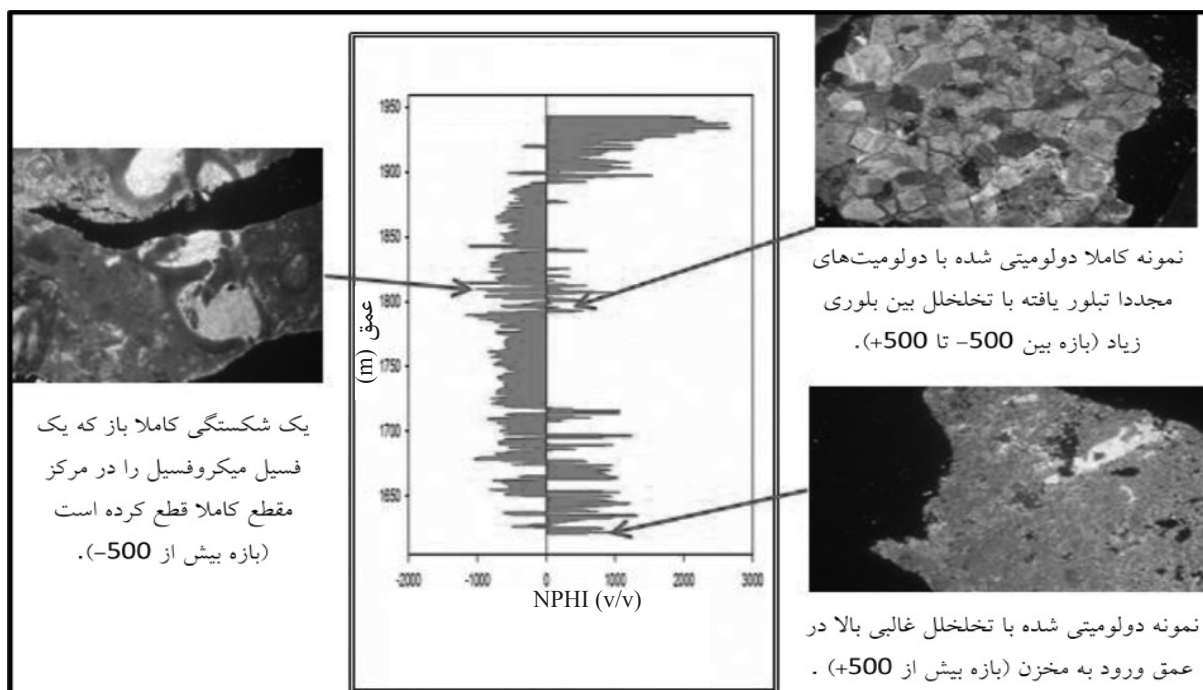 1950
1900
1850
1800
1750
1700
1650
عمق (m)
-2000
-1000
0
1000
2000
3000
NPHI (v/v)
نمونه کاملا دولومیتی شده با دولومیت‌های
مجددا تبلور یافته با تخلخل بین بلوری
زیاد (بازه بین 500– تا 500+).
یک شکستگی کاملا باز که یک
فسیل میکروفسیل را در مرکز
مقطع کاملا قطع کرده است
(بازه بیش از 500–).
نمونه دولومیتی شده با تخلخل غالبی بالا در
عمق ورود به مخزن (بازه بیش از 500+) .